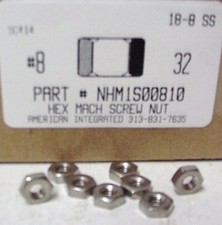 18-8 SS
#8 32
PART # NHM1S00810
HEX MACH SCREW NUT
AMERICAN INTEGRATED 313-831-7635